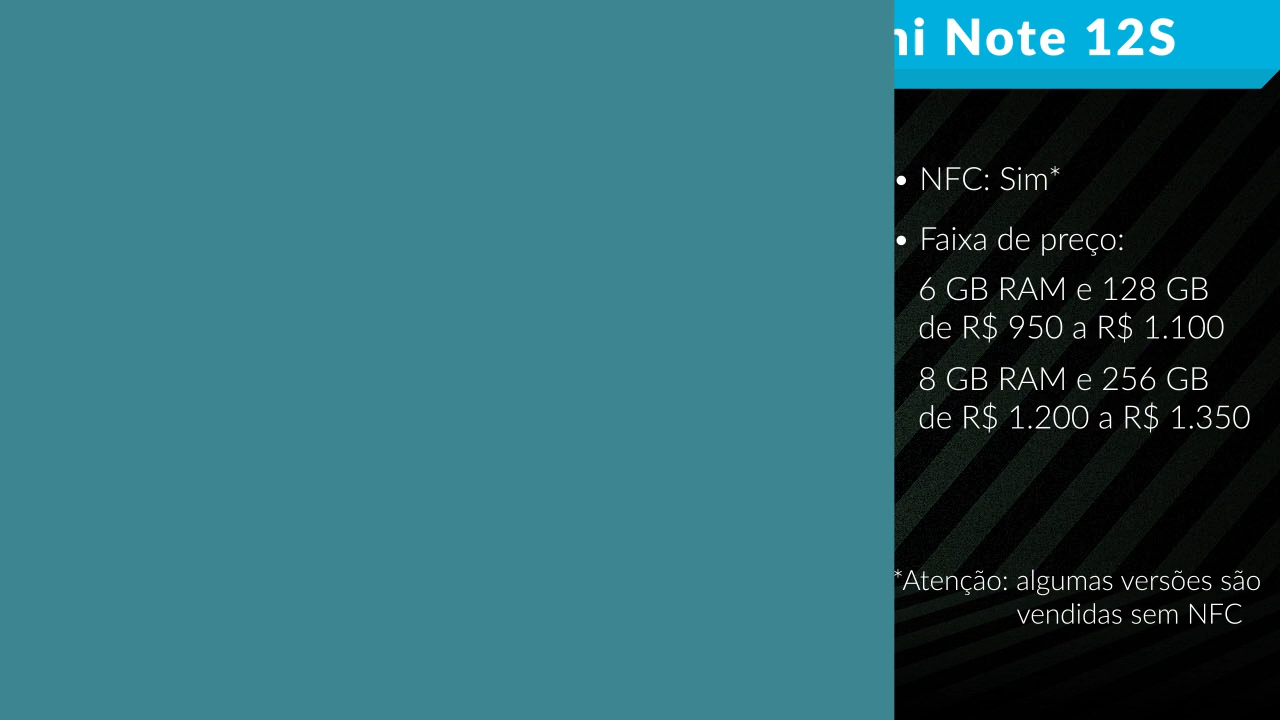 Note 12S
• NFC: Sim*
• Faixa de preço:
6 GB RAM e 128 GB
de R$ 950 a R$ 1.100
8 GB RAM e 256 GB
de R$ 1.200 a R$ 1.350
*Atenção: algumas versões são
vendidas sem NFC